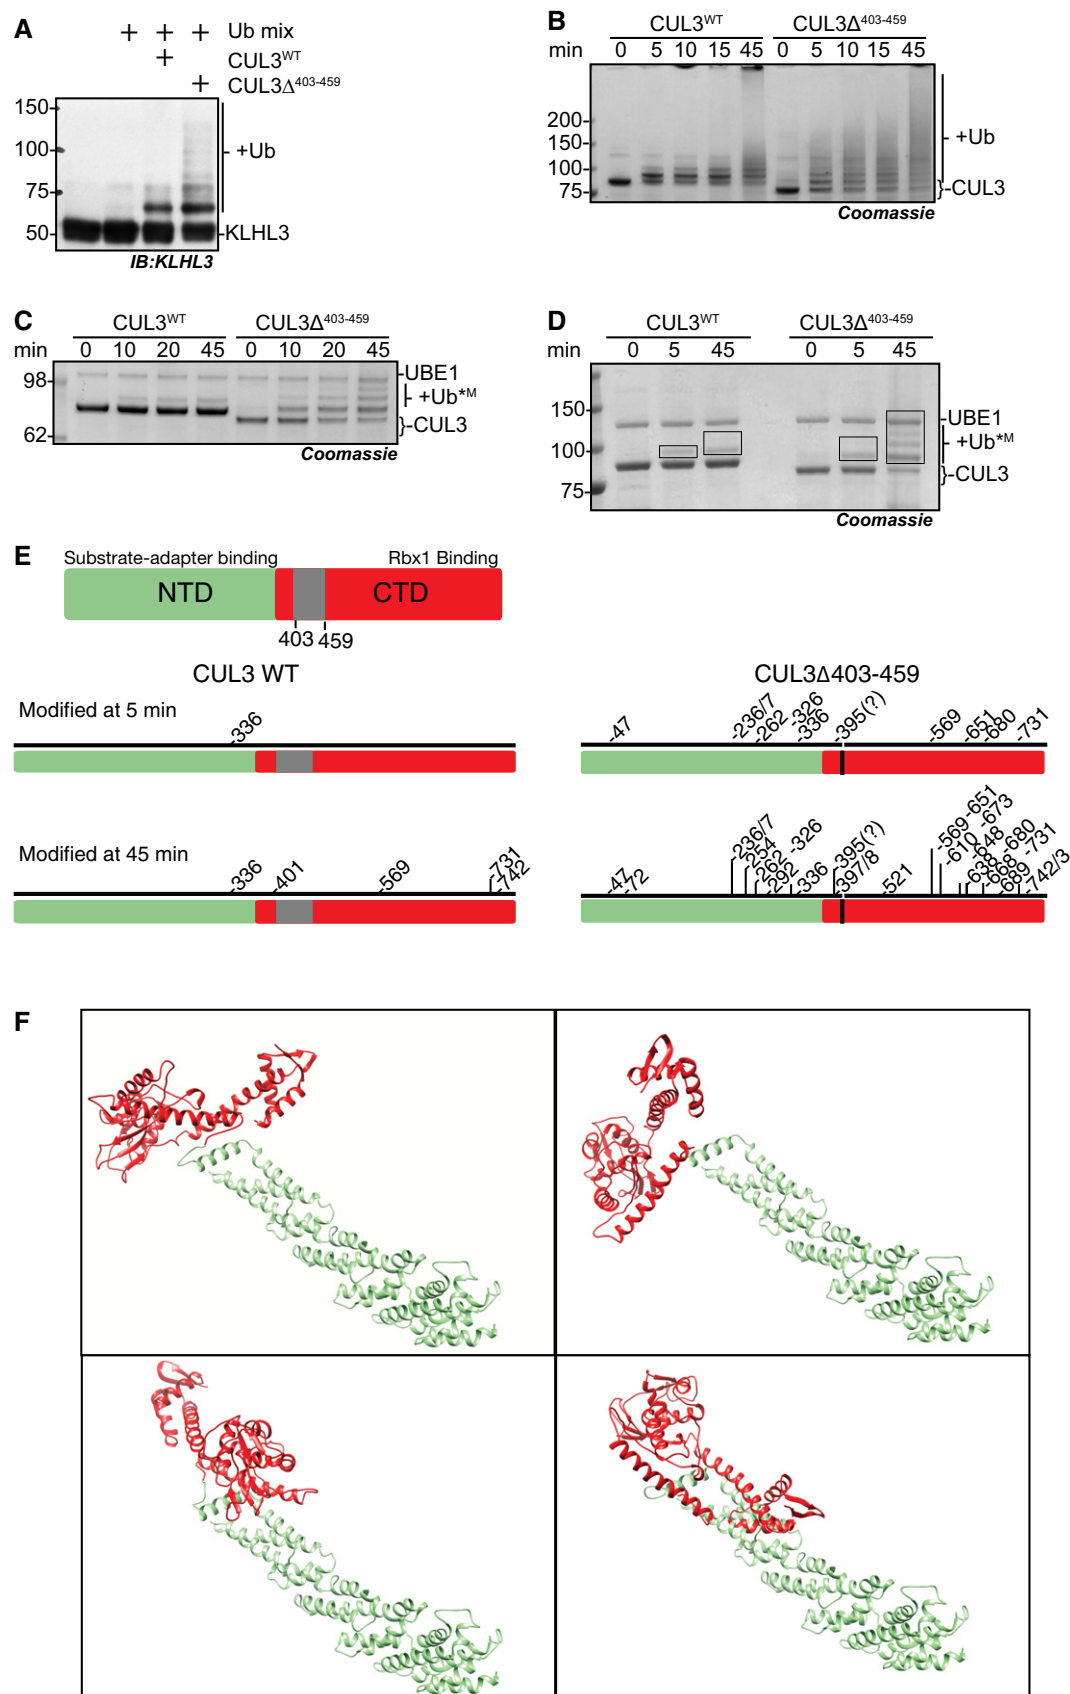 A
+ + + Ub mix
+ CUL3WT
+ CUL3Δ403-459
150-
100-
75-
50-
+Ub
-KLHL3
IB:KLHL3
B
CUL3WT CUL3Δ403-459
min 0 5 10 15 45 0 5 10 15 45
200-
150-
100-
75-
+Ub
}-CUL3
Coomassie
C
CUL3WT CUL3Δ403-459
min 0 10 20 45 0 10 20 45
98-
62-
-UBE1
+Ub*M
}-CUL3
Coomassie
D
CUL3WT CUL3Δ403-459
min 0 5 45 0 5 45
150-
100-
75-
-UBE1
+Ub*M
}-CUL3
Coomassie
E
Substrate-adapter binding Rbx1 Binding
NTD CTD
403 459
CUL3 WT
CUL3Δ403-459
Modified at 5 min
-336
-47 -236/7 -262 -326 -336 -395(?) -569 -651 -680 -731
Modified at 45 min
-336 -401 -569 -731 -742
-47 -72 -236/7 -254 -262 -292 -326 -336 -395(?) -397/8 -521 -569 -610 -651 -638 -648 -673 -668 -680 -689 -731 -742/3
F